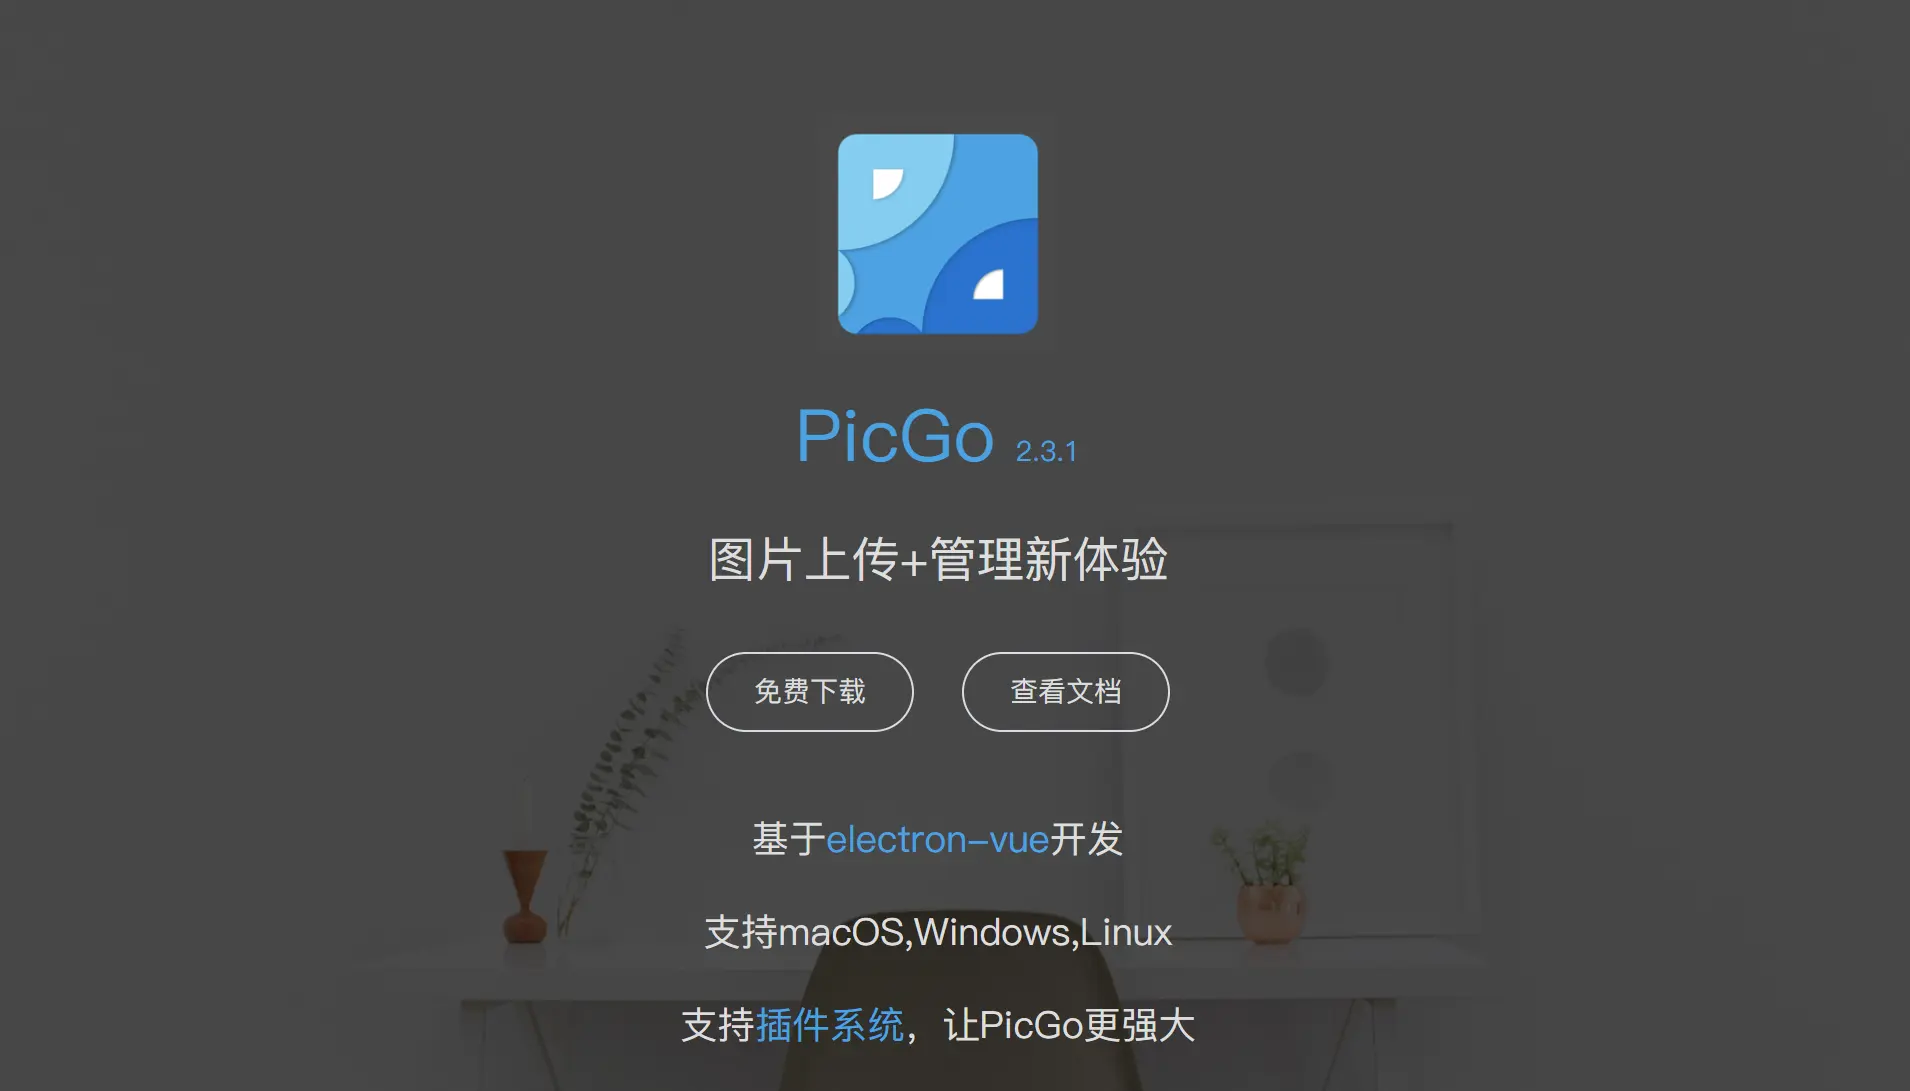 PicGo 2.3.1
图片上传+管理新体验
免费下载 查看文档
基于electron-vue开发
支持macOS,Windows,Linux
支持插件系统，让PicGo更强大